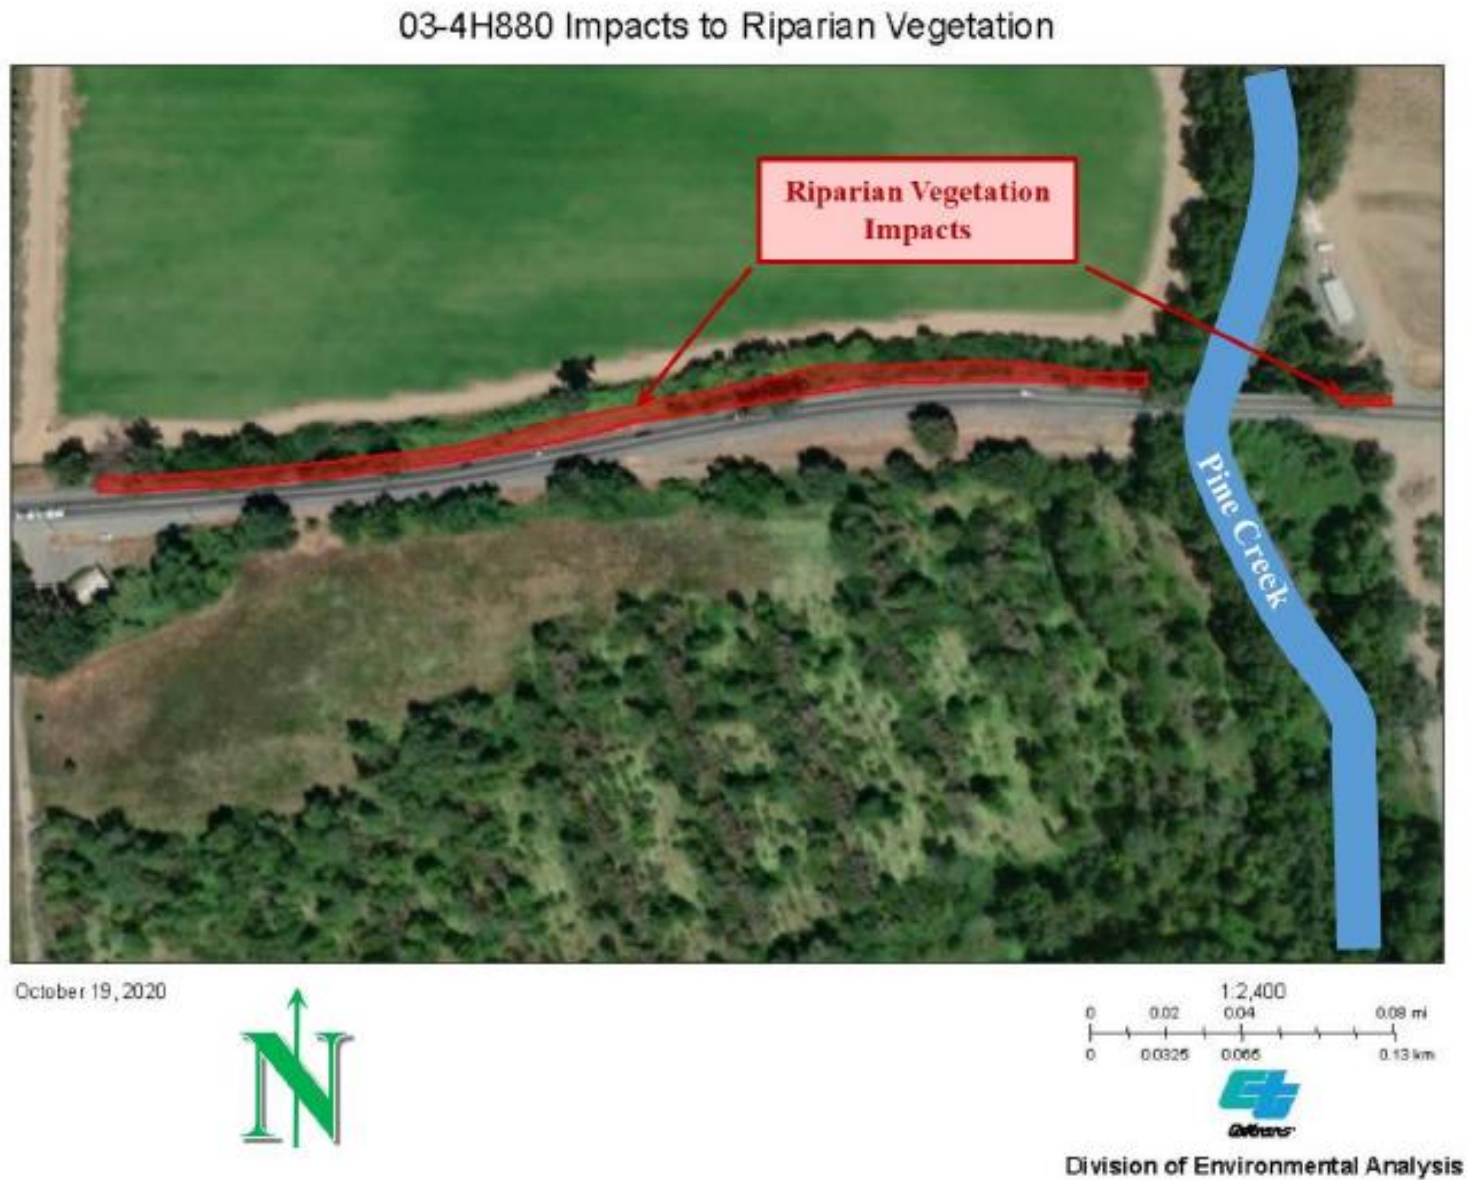 03-4H880 Impacts to Riparian Vegetation
Riparian Vegetation
Impacts
Pine Creek
October 19, 2020
N
1:2,400
0 0.02 0.04 0.08 mi
0 0.0325 0.065 0.13 km
Caltrans
Division of Environmental Analysis